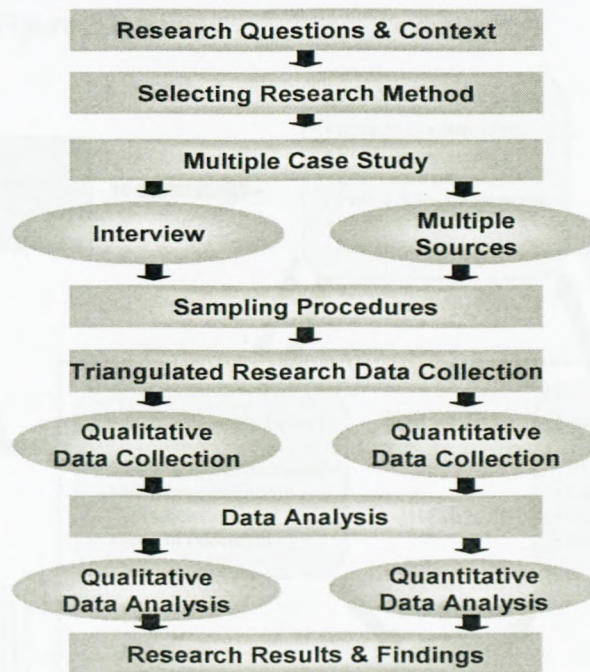 Research Questions & Context
Selecting Research Method
Multiple Case Study
Interview
Multiple
Sources
Sampling Procedures
Triangulated Research Data Collection
Qualitative
Data Collection
Quantitative
Data Collection
Data Analysis
Qualitative
Data Analysis
Quantitative
Data Analysis
Research Results & Findings